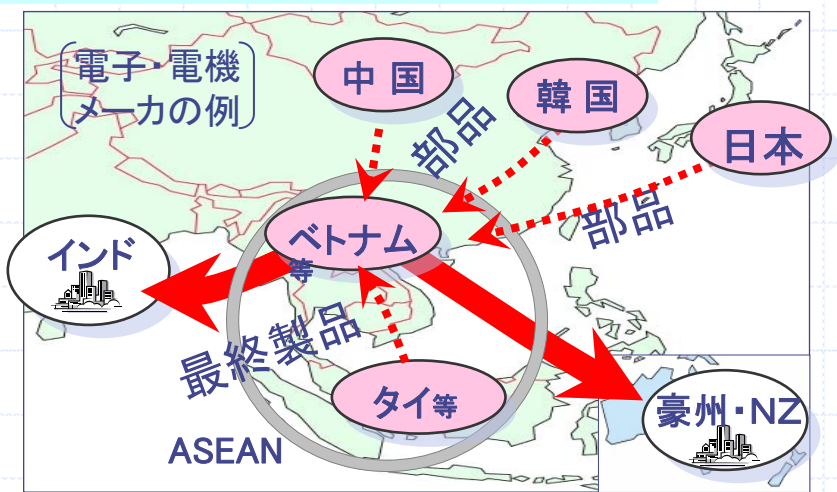 電子・電機
メーカの例
中国
韓国
日本
部品
部品
ベトナム
等
インド
最終製品
タイ等
ASEAN
豪州・NZ